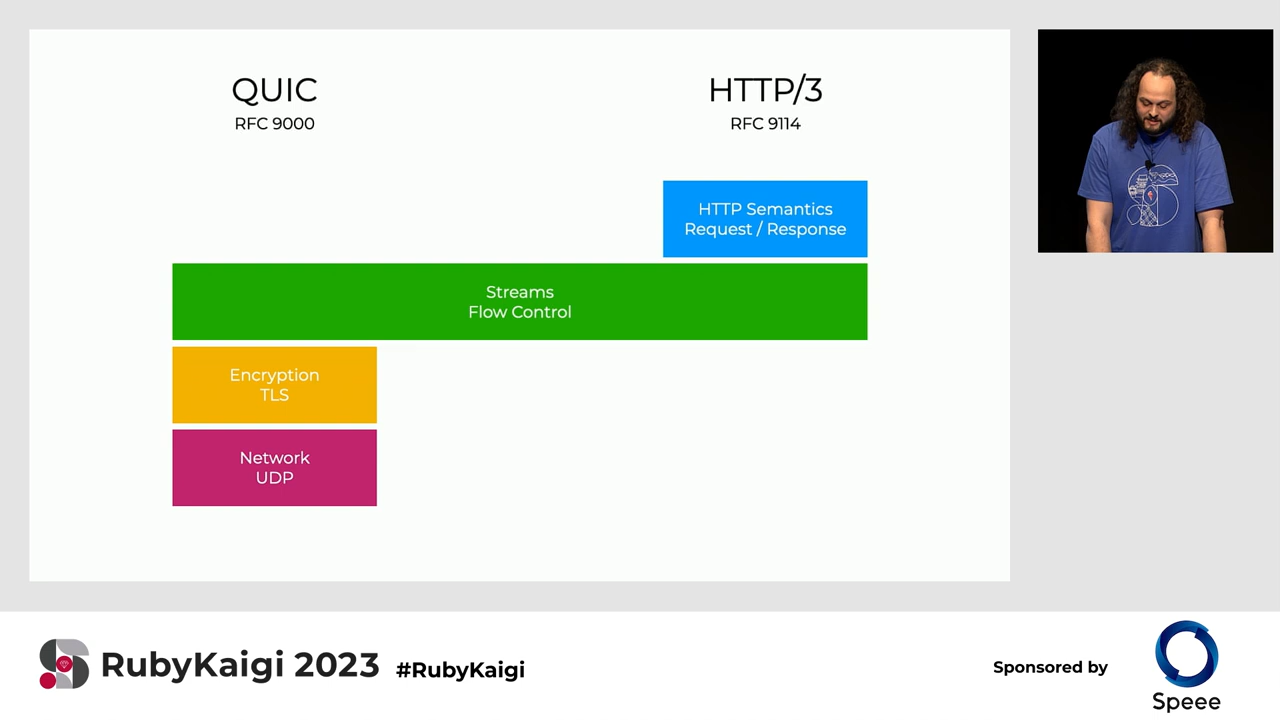 QUIC
RFC 9000
HTTP/3
RFC 9114
HTTP Semantics
Request / Response
Streams
Flow Control
Encryption
TLS
Network
UDP
RubyKaigi 2023
#RubyKaigi
Sponsored by
Speee